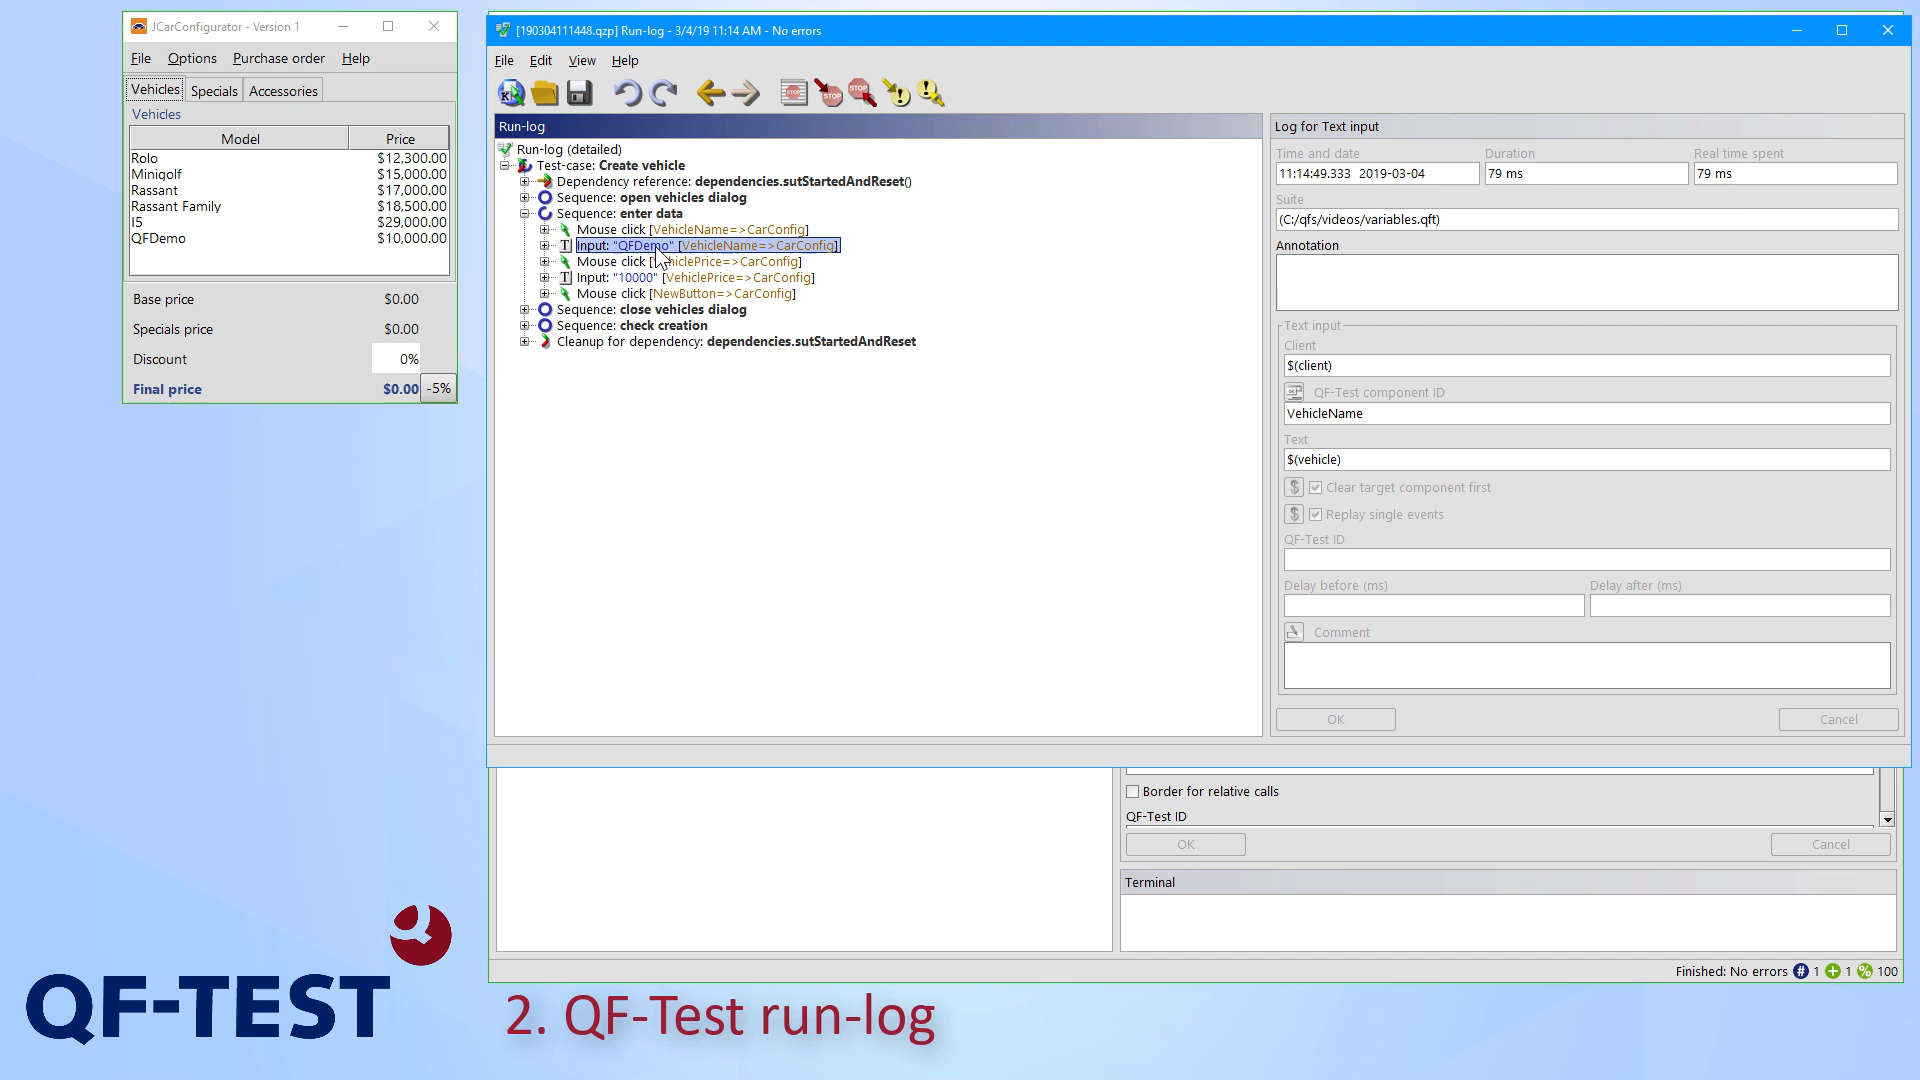 JCarConfigurator - Version 1
File Options Purchase order Help
Vehicles Specials Accessories
Vehicles
Model Price
Rolo $12,300.00
Minigolf $15,000.00
Rassant $17,000.00
Rassant Family $18,500.00
I5 $29,000.00
QFDemo $10,000.00
Base price $0.00
Specials price $0.00
Discount 0%
Final price $0.00 -5%
[190304111448.qzp] Run-log - 3/4/19 11:14 AM - No errors
File Edit View Help
Run-log
Run-log (detailed)
Test-case: Create vehicle
Dependency reference: dependencies.sutStartedAndReset()
Sequence: open vehicles dialog
Sequence: enter data
Mouse click [VehicleName=>CarConfig]
Input: "QFDemo" [VehicleName=>CarConfig]
Mouse click [VehiclePrice=>CarConfig]
Input: "10000" [VehiclePrice=>CarConfig]
Mouse click [NewButton=>CarConfig]
Sequence: close vehicles dialog
Sequence: check creation
Cleanup for dependency: dependencies.sutStartedAndReset
Log for Text input
Time and date Duration Real time spent
11:14:49.333 2019-03-04 79 ms 79 ms
Suite
(C:/qfs/videos/variables.qft)
Annotation
Text input
Client
$(client)
QF-Test component ID
VehicleName
Text
$(vehicle)
$ Clear target component first
$ Replay single events
QF-Test ID
Delay before (ms) Delay after (ms)
Comment
OK Cancel
Border for relative calls
QF-Test ID
OK Cancel
Terminal
Finished: No errors # 1 + 1 % 100
QF-TEST
2. QF-Test run-log